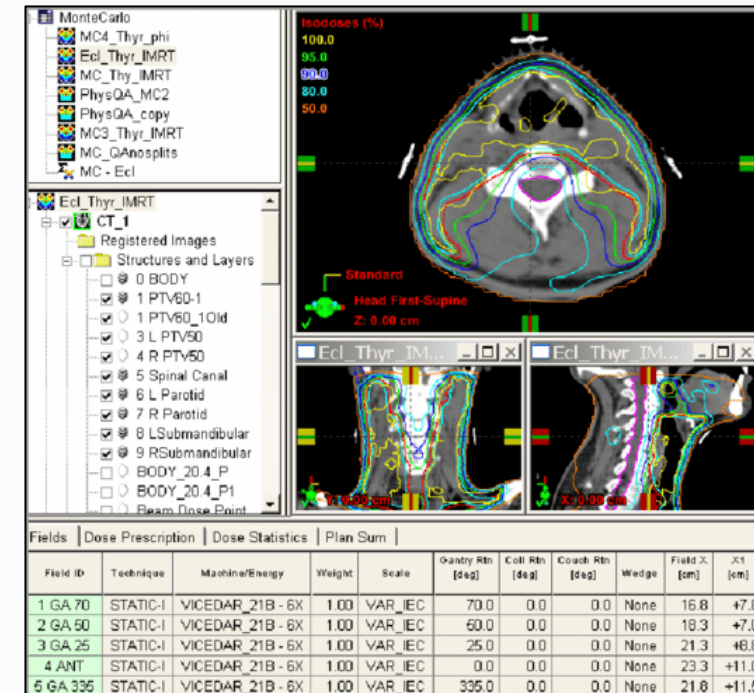 MonteCarlo
MC4_Thyr_phi
Ecl_Thyr_IMRT
MC_Thy_IMRT
PhysQA_MC2
PhysQA_copy
MC3_Thyr_IMRT
MC_QAnosplits
MC - Ecl
Ecl_Thyr_IMRT
CT_1
Registered Images
Structures and Layers
0 BODY
1 PTV60-1
1 PTV60_1Old
3 L PTV50
4 R PTV50
5 Spinal Canal
6 L Parotid
7 R Parotid
8 LSubmandibular
9 RSubmandibular
BODY_20.4_P
BODY_20.4_P1
Beam Dose Point
Isodoses (%)
100.0
95.0
90.0
80.0
50.0
Standard
Head First-Supine
Z: 0.00 cm
Ecl_Thyr_IM...
Y: 0.00 cm
Ecl_Thyr_IM...
X: 0.00 cm
Fields Dose Prescription Dose Statistics Plan Sum
Field ID Technique Machine/Energy Weight Scale Gantry Rtn [deg] Coll Rtn [deg] Couch Rtn [deg] Wedge Field X [cm] X1 [cm]
1 GA 70 STATIC-I VICEDAR_21B - 6X 1.00 VAR_IEC 70.0 0.0 0.0 None 16.8
2 GA 50 STATIC-I VICEDAR_21B - 6X 1.00 VAR_IEC 0.0 0.0 None 18.3
3 GA 25 STATIC-I VICEDAR_21B - 6X 1.00 VAR_IEC 25.0 0.0 0.0 None 21.3
4 ANT STATIC-I VICEDAR_21B - 6X 1.00 VAR_IEC 0.0 0.0 0.0 None 23.3 +11.0
5 GA 335 STATIC-I VICEDAR_21B - 6X 1.00 VAR_IEC 335.0 0.0 0.0 None 21.8